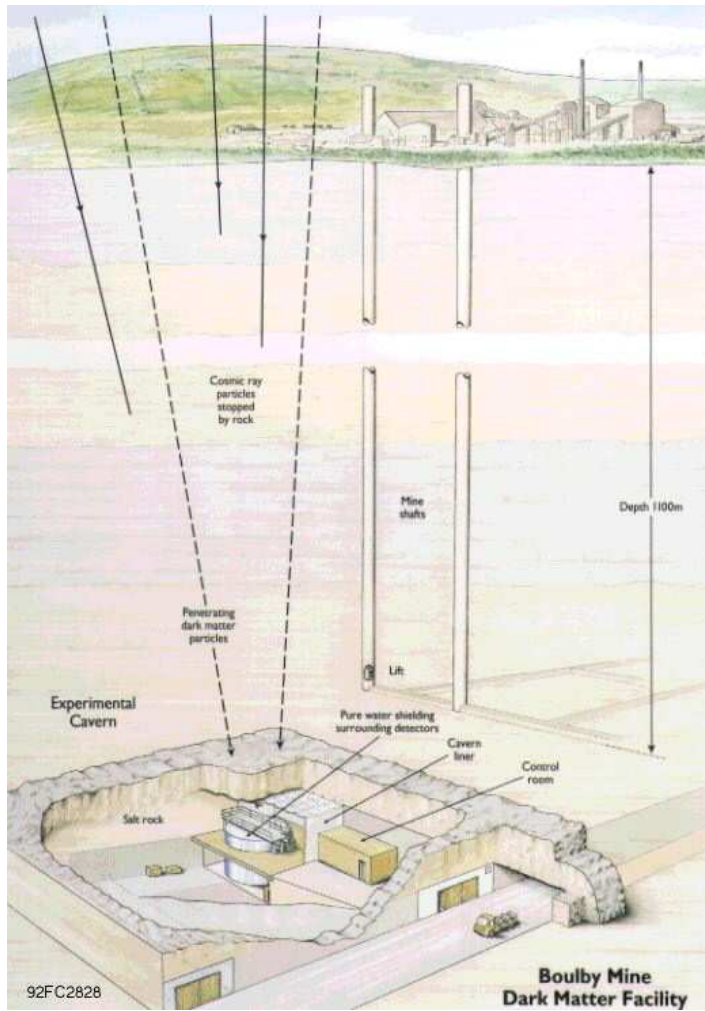 Cosmic ray
particles
stopped
by rock
Mine
shafts
Depth 1100m
Penetrating
dark matter
particles
Lift
Experimental
Cavern
Pure water shielding
surrounding detectors
Cavern
liner
Control
room
Salt rock
92FC2828
Boulby Mine
Dark Matter Facility